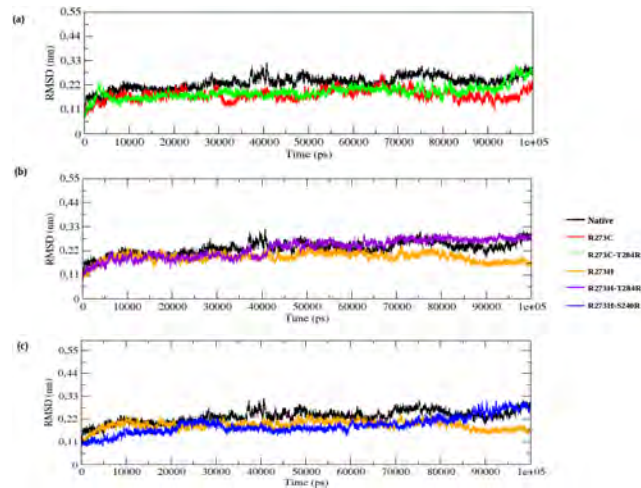 (a)
RMSD (nm)
0,55
0,44
0,33
0,22
0,11
0
0 10000 20000 30000 40000 50000 60000 70000 80000 90000 1e+05
Time (ps)
(b)
RMSD (nm)
0,55
0,44
0,33
0,22
0,11
0
0 10000 20000 30000 40000 50000 60000 70000 80000 90000 1e+05
Time (ps)
Native
R273C
R273C-T284R
R273H
R273H-T284R
R273H-S240R
(c)
RMSD (nm)
0,55
0,44
0,33
0,22
0,11
0
0 10000 20000 30000 40000 50000 60000 70000 80000 90000 1e+05
Time (ps)